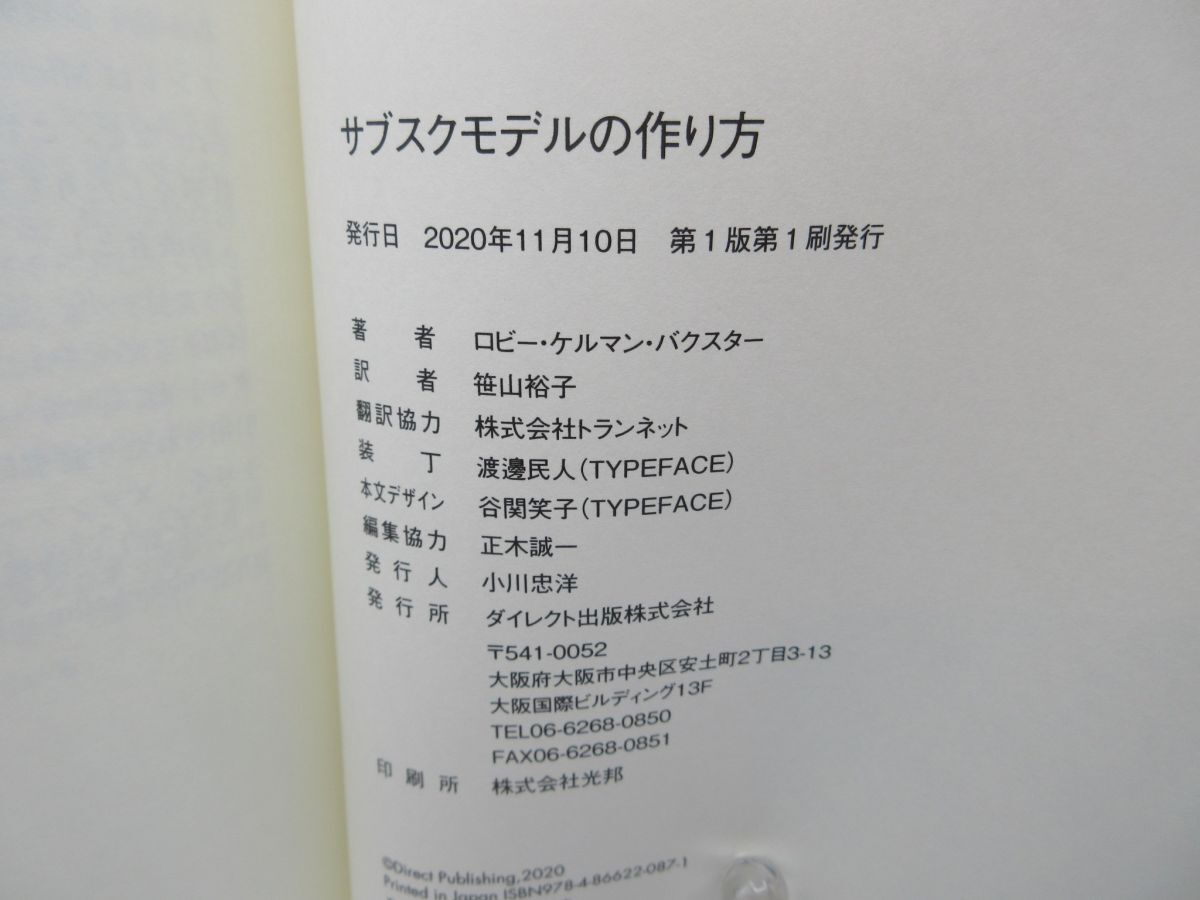 サブスクモデルの作り方
発行日 2020年11月10日 第1版第1刷発行
著者 ロビー・ケルマン・バクスター
訳者 笹山裕子
翻訳協力 株式会社トランネット
装丁 渡邊民人(TYPEFACE)
本文デザイン 谷関笑子(TYPEFACE)
編集協力 正木誠一
発行人 小川忠洋
発行所 ダイレクト出版株式会社
〒541-0052
大阪府大阪市中央区安土町2丁目3-13
大阪国際ビルディング13F
TEL06-6268-0850
FAX06-6268-0851
印刷所 株式会社光邦
©Direct Publishing,2020
Printed in Japan ISBN978-4-86622-087-1